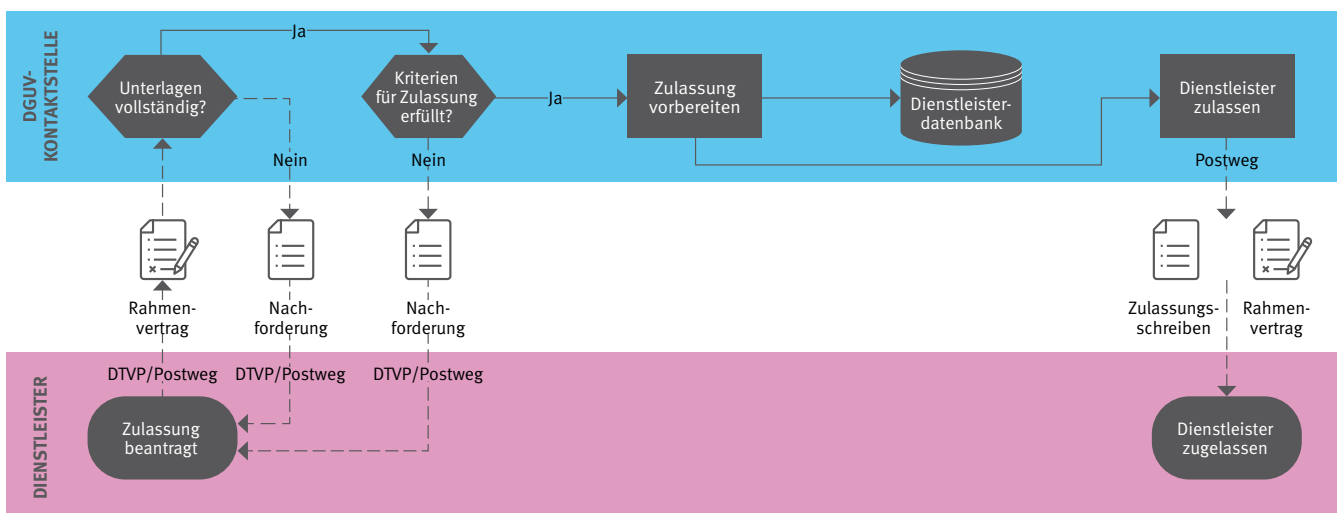 DGUV-
KONTAKTSTELLE
Ja
Unterlagen
vollständig?
Kriterien
für Zulassung
erfüllt?
Ja
Zulassung
vorbereiten
Dienstleister-
datenbank
Dienstleister
zulassen
Nein
Nein
Postweg
Rahmen-
vertrag
Nach-
forderung
Nach-
forderung
Zulassungs-
schreiben
Rahmen-
vertrag
DIENSTLEISTER
DTVP/Postweg
DTVP/Postweg
DTVP/Postweg
Zulassung
beantragt
Dienstleister
zugelassen